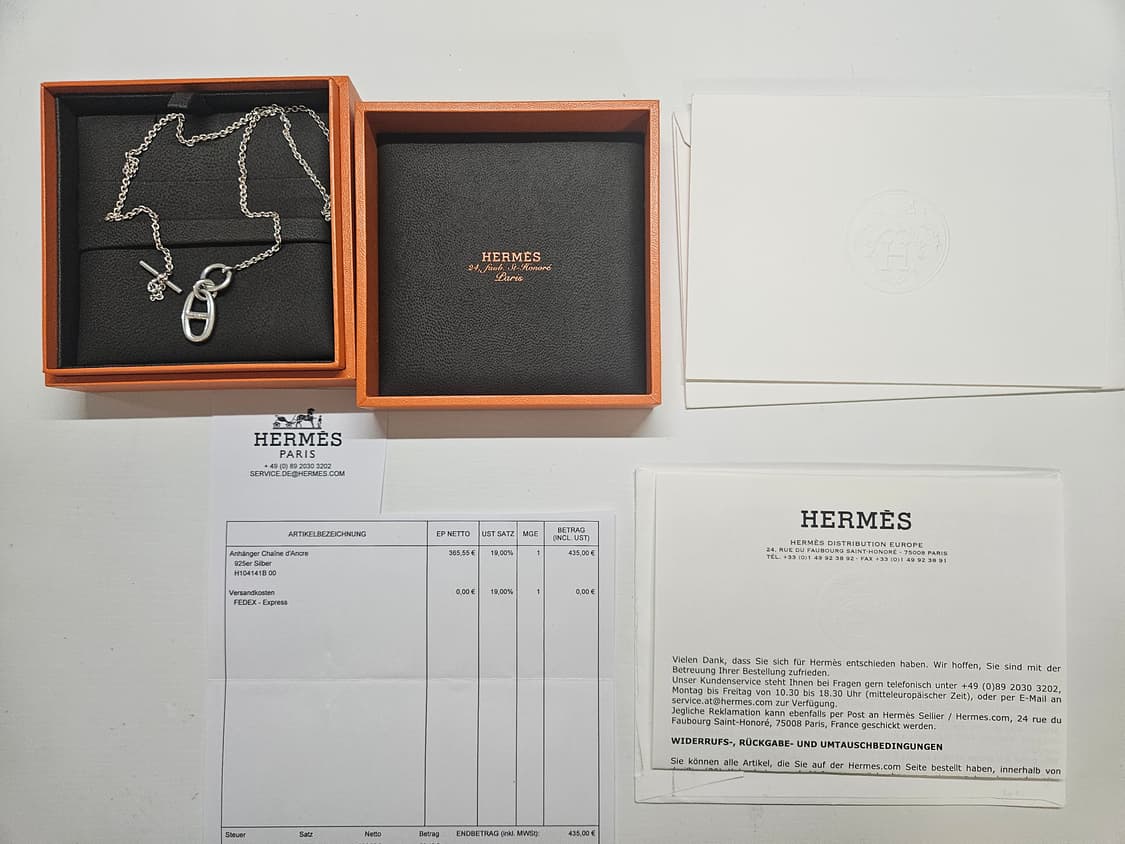 HERMÈS
24, faub. St-Honoré
Paris
HERMÈS
PARIS
+ 49 (0) 89 2030 3202
SERVICE.DE@HERMES.COM
ARTIKELBEZEICHNUNG EP NETTO UST SATZ MGE BETRAG (INCL. UST)
Anhänger Chaîne d'Ancre 365,55 € 19,00% 1 435,00 €
925er Silber
H104141B 00
Versandkosten 0,00 € 19,00% 1 0,00 €
FEDEX - Express
Steuer Satz Netto Betrag ENDBETRAG (inkl. MWSt): 435,00 €
HERMÈS
HERMÈS DISTRIBUTION EUROPE
24, RUE DU FAUBOURG SAINT-HONORÉ - 75008 PARIS
TÉL. +33 (0)1 49 92 38 92 - FAX +33 (0)1 49 92 38 91
Vielen Dank, dass Sie sich für Hermès entschieden haben. Wir hoffen, Sie sind mit der
Betreuung Ihrer Bestellung zufrieden.
Unser Kundenservice steht Ihnen bei Fragen gern telefonisch unter +49 (0)89 2030 3202,
Montag bis Freitag von 10.30 bis 18.30 Uhr (mitteleuropäischer Zeit), oder per E-Mail an
service.at@hermes.com zur Verfügung.
Jegliche Reklamation kann ebenfalls per Post an Hermès Sellier / Hermes.com, 24 rue du
Faubourg Saint-Honoré, 75008 Paris, France geschickt werden.
WIDERRUFS-, RÜCKGABE- UND UMTAUSCHBEDINGUNGEN
Sie können alle Artikel, die Sie auf der Hermes.com Seite bestellt haben, innerhalb von